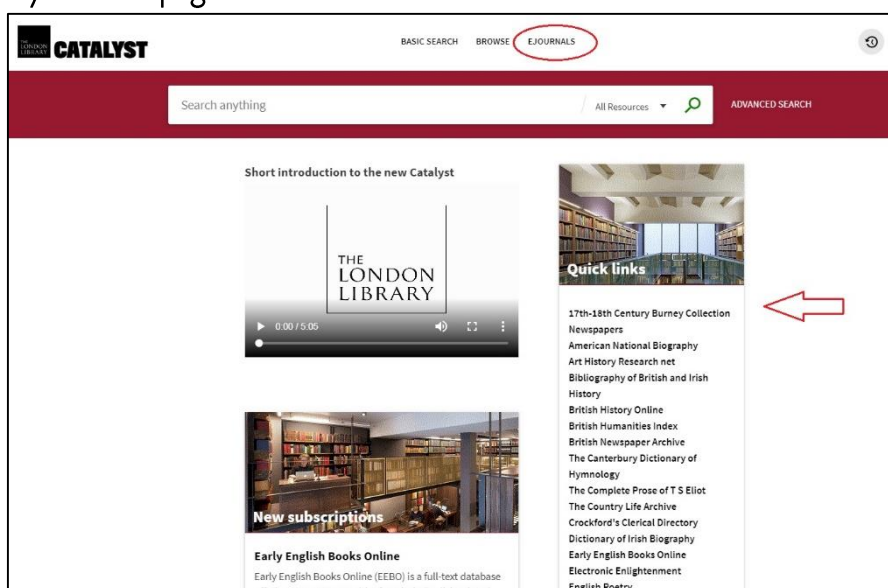 THE LONDON LIBRARY CATALYST
BASIC SEARCH BROWSE EJOURNALS
Search anything All Resources ADVANCED SEARCH
Short introduction to the new Catalyst
THE
LONDON
LIBRARY
0:00 / 5:05
Quick links
17th-18th Century Burney Collection
Newspapers
American National Biography
Art History Research net
Bibliography of British and Irish
History
British History Online
British Humanities Index
British Newspaper Archive
The Canterbury Dictionary of
Hymnology
The Complete Prose of T S Eliot
The Country Life Archive
Crockford's Clerical Directory
Dictionary of Irish Biography
Early English Books Online
Electronic Enlightenment
English Poetry
New subscriptions
Early English Books Online
Early English Books Online (EEBO) is a full-text database